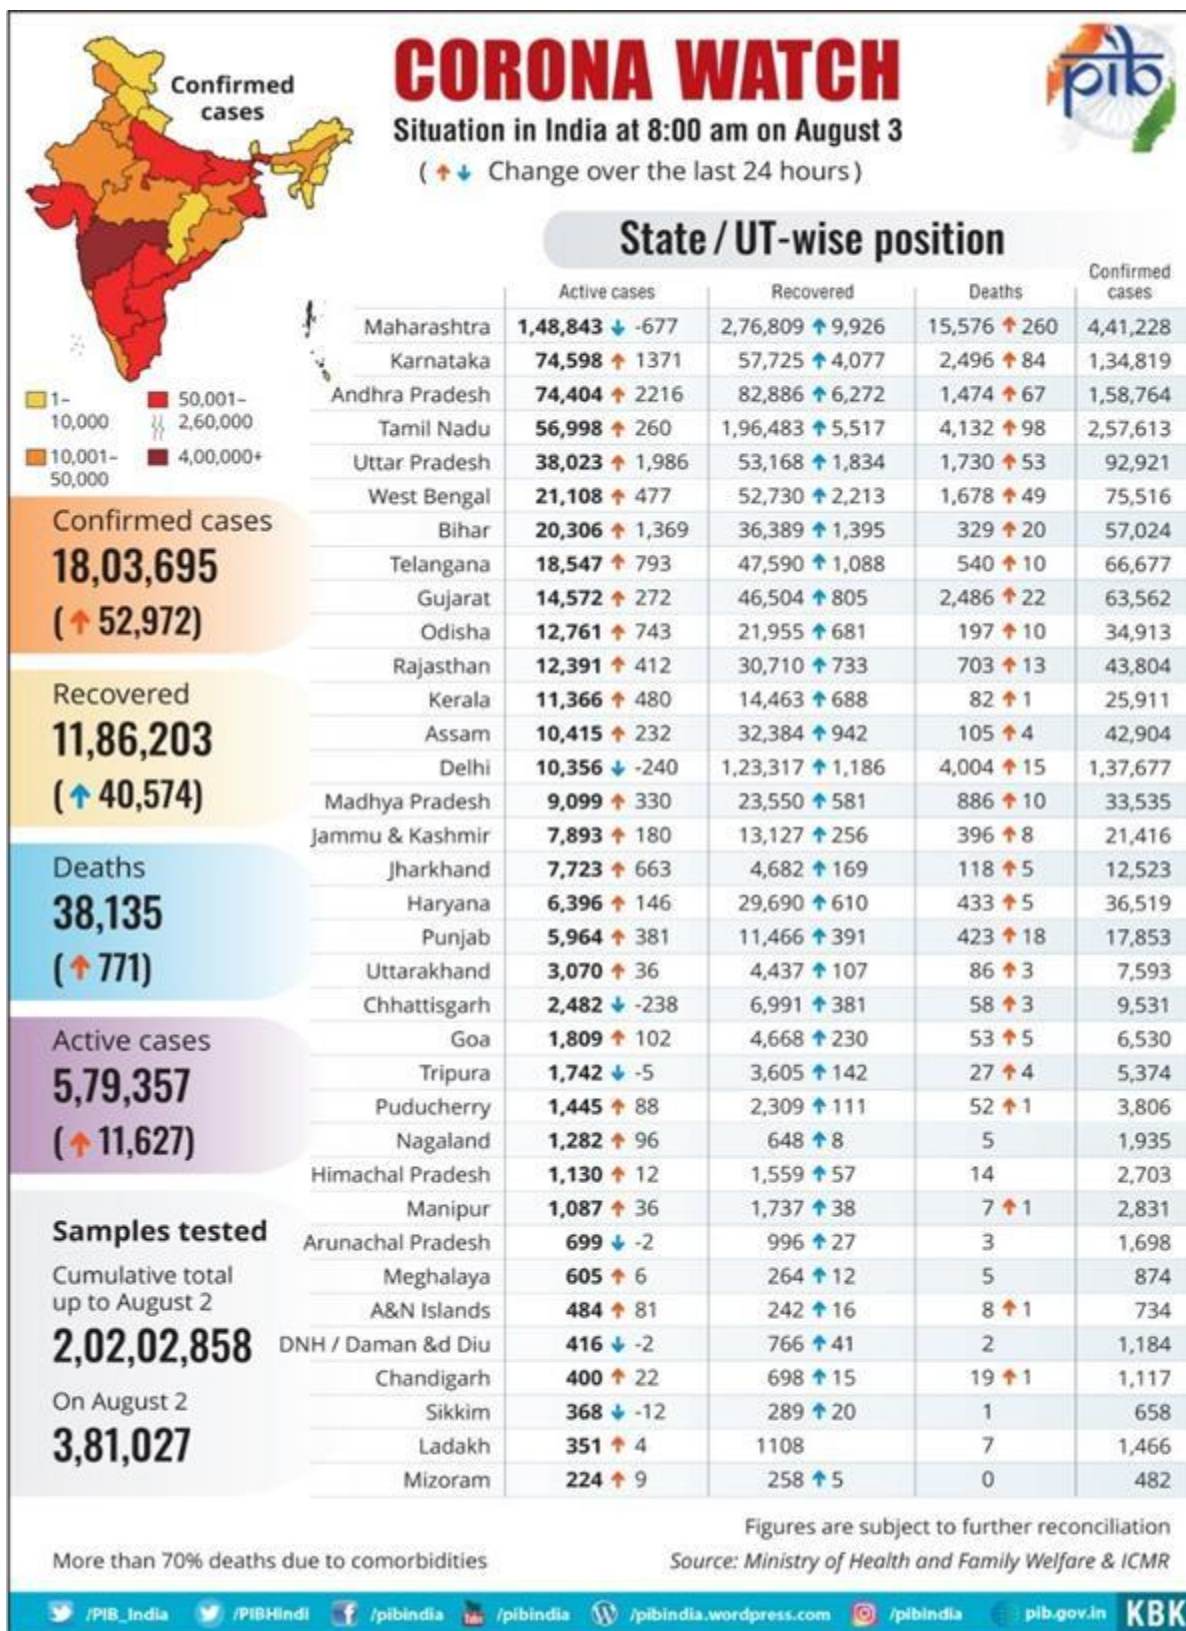 CORONA WATCH
pib
Situation in India at 8:00 am on August 3
( ↑ ↓ Change over the last 24 hours)
Confirmed
cases
1–
10,000
50,001–
2,60,000
10,001–
50,000
4,00,000+
Confirmed cases
18,03,695
(↑ 52,972)
Recovered
11,86,203
(↑ 40,574)
Deaths
38,135
(↑ 771)
Active cases
5,79,357
(↑ 11,627)
Samples tested
Cumulative total
up to August 2
2,02,02,858
On August 2
3,81,027
State / UT-wise position
Active cases Recovered Deaths Confirmed cases
Maharashtra 1,48,843 ↓ -677 2,76,809 ↑ 9,926 15,576 ↑ 260 4,41,228
Karnataka 74,598 ↑ 1371 57,725 ↑ 4,077 2,496 ↑ 84 1,34,819
Andhra Pradesh 74,404 ↑ 2216 82,886 ↑ 6,272 1,474 ↑ 67 1,58,764
Tamil Nadu 56,998 ↑ 260 1,96,483 ↑ 5,517 4,132 ↑ 98 2,57,613
Uttar Pradesh 38,023 ↑ 1,986 53,168 ↑ 1,834 1,730 ↑ 53 92,921
West Bengal 21,108 ↑ 477 52,730 ↑ 2,213 1,678 ↑ 49 75,516
Bihar 20,306 ↑ 1,369 36,389 ↑ 1,395 329 ↑ 20 57,024
Telangana 18,547 ↑ 793 47,590 ↑ 1,088 540 ↑ 10 66,677
Gujarat 14,572 ↑ 272 46,504 ↑ 805 2,486 ↑ 22 63,562
Odisha 12,761 ↑ 743 21,955 ↑ 681 197 ↑ 10 34,913
Rajasthan 12,391 ↑ 412 30,710 ↑ 733 703 ↑ 13 43,804
Kerala 11,366 ↑ 480 14,463 ↑ 688 82 ↑ 1 25,911
Assam 10,415 ↑ 232 32,384 ↑ 942 105 ↑ 4 42,904
Delhi 10,356 ↓ -240 1,23,317 ↑ 1,186 4,004 ↑ 15 1,37,677
Madhya Pradesh 9,099 ↑ 330 23,550 ↑ 581 886 ↑ 10 33,535
Jammu & Kashmir 7,893 ↑ 180 13,127 ↑ 256 396 ↑ 8 21,416
Jharkhand 7,723 ↑ 663 4,682 ↑ 169 118 ↑ 5 12,523
Haryana 6,396 ↑ 146 29,690 ↑ 610 433 ↑ 5 36,519
Punjab 5,964 ↑ 381 11,466 ↑ 391 423 ↑ 18 17,853
Uttarakhand 3,070 ↑ 36 4,437 ↑ 107 86 ↑ 3 7,593
Chhattisgarh 2,482 ↓ -238 6,991 ↑ 381 58 ↑ 3 9,531
Goa 1,809 ↑ 102 4,668 ↑ 230 53 ↑ 5 6,530
Tripura 1,742 ↓ -5 3,605 ↑ 142 27 ↑ 4 5,374
Puducherry 1,445 ↑ 88 2,309 ↑ 111 52 ↑ 1 3,806
Nagaland 1,282 ↑ 96 648 ↑ 8 5 1,935
Himachal Pradesh 1,130 ↑ 12 1,559 ↑ 57 14 2,703
Manipur 1,087 ↑ 36 1,737 ↑ 38 7 ↑ 1 2,831
Arunachal Pradesh 699 ↓ -2 996 ↑ 27 3 1,698
Meghalaya 605 ↑ 6 264 ↑ 12 5 874
A&N Islands 484 ↑ 81 242 ↑ 16 8 ↑ 1 734
DNH / Daman &d Diu 416 ↓ -2 766 ↑ 41 2 1,184
Chandigarh 400 ↑ 22 698 ↑ 15 19 ↑ 1 1,117
Sikkim 368 ↓ -12 289 ↑ 20 1 658
Ladakh 351 ↑ 4 1108 7 1,466
Mizoram 224 ↑ 9 258 ↑ 5 0 482
Figures are subject to further reconciliation
More than 70% deaths due to comorbidities Source: Ministry of Health and Family Welfare & ICMR
/PIB_India /PIBHindi /pibindia /pibindia /pibindia.wordpress.com /pibindia pib.gov.in KBK